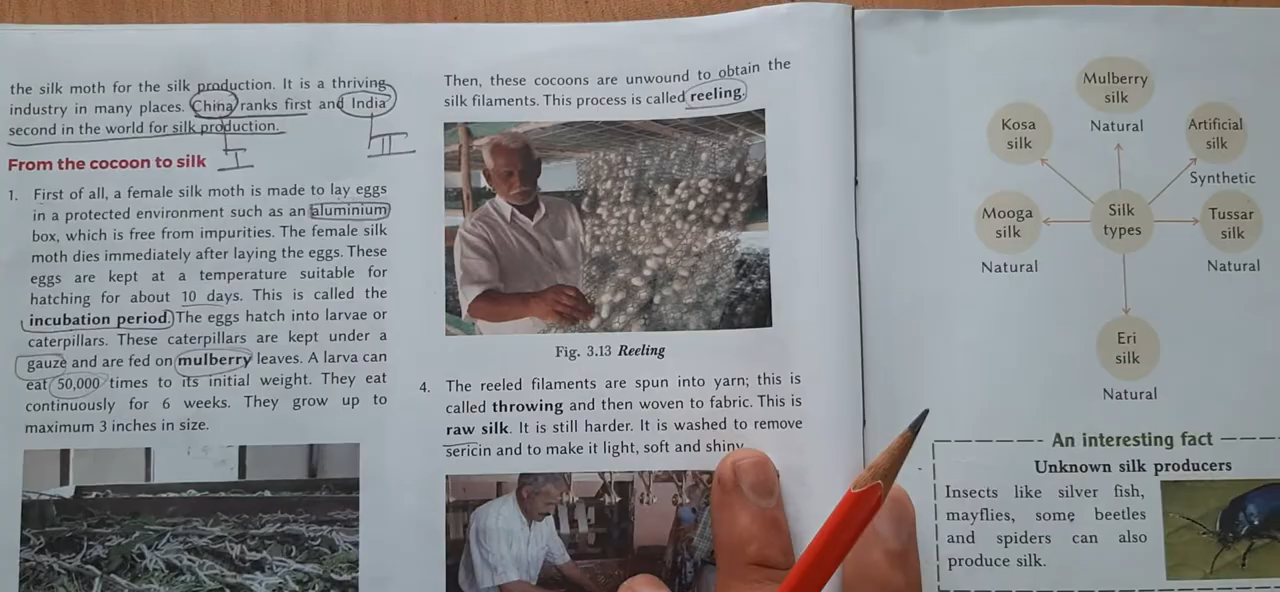 the silk moth for the silk production. It is a thriving
industry in many places. China ranks first and India
second in the world for silk production.
I
II
From the cocoon to silk
1. First of all, a female silk moth is made to lay eggs
in a protected environment such as an aluminium
box, which is free from impurities. The female silk
moth dies immediately after laying the eggs. These
eggs are kept at a temperature suitable for
hatching for about 10 days. This is called the
incubation period. The eggs hatch into larvae or
caterpillars. These caterpillars are kept under a
gauze and are fed on mulberry leaves. A larva can
eat 50,000 times to its initial weight. They eat
continuously for 6 weeks. They grow up to
maximum 3 inches in size.
Then, these cocoons are unwound to obtain the
silk filaments. This process is called reeling.
Fig. 3.13 Reeling
4. The reeled filaments are spun into yarn; this is
called throwing and then woven to fabric. This is
raw silk. It is still harder. It is washed to remove
sericin and to make it light, soft and shiny
Mulberry
silk
Natural
Kosa
silk
Artificial
silk
Synthetic
Mooga
silk
Natural
Silk
types
Tussar
silk
Natural
Eri
silk
Natural
An interesting fact
Unknown silk producers
Insects like silver fish,
mayflies, some beetles
and spiders can also
produce silk.